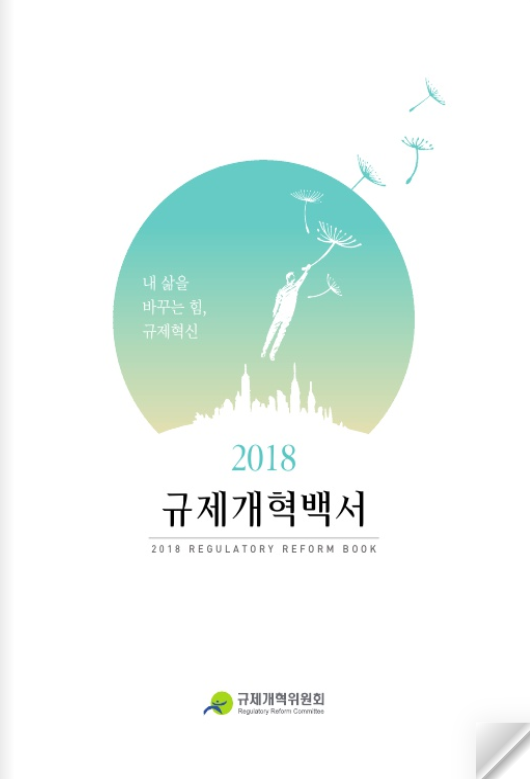 내 삶을
바꾸는 힘,
규제혁신
2018
규제개혁백서
2018 REGULATORY REFORM BOOK
규제개혁위원회
Regulatory Reform Committee